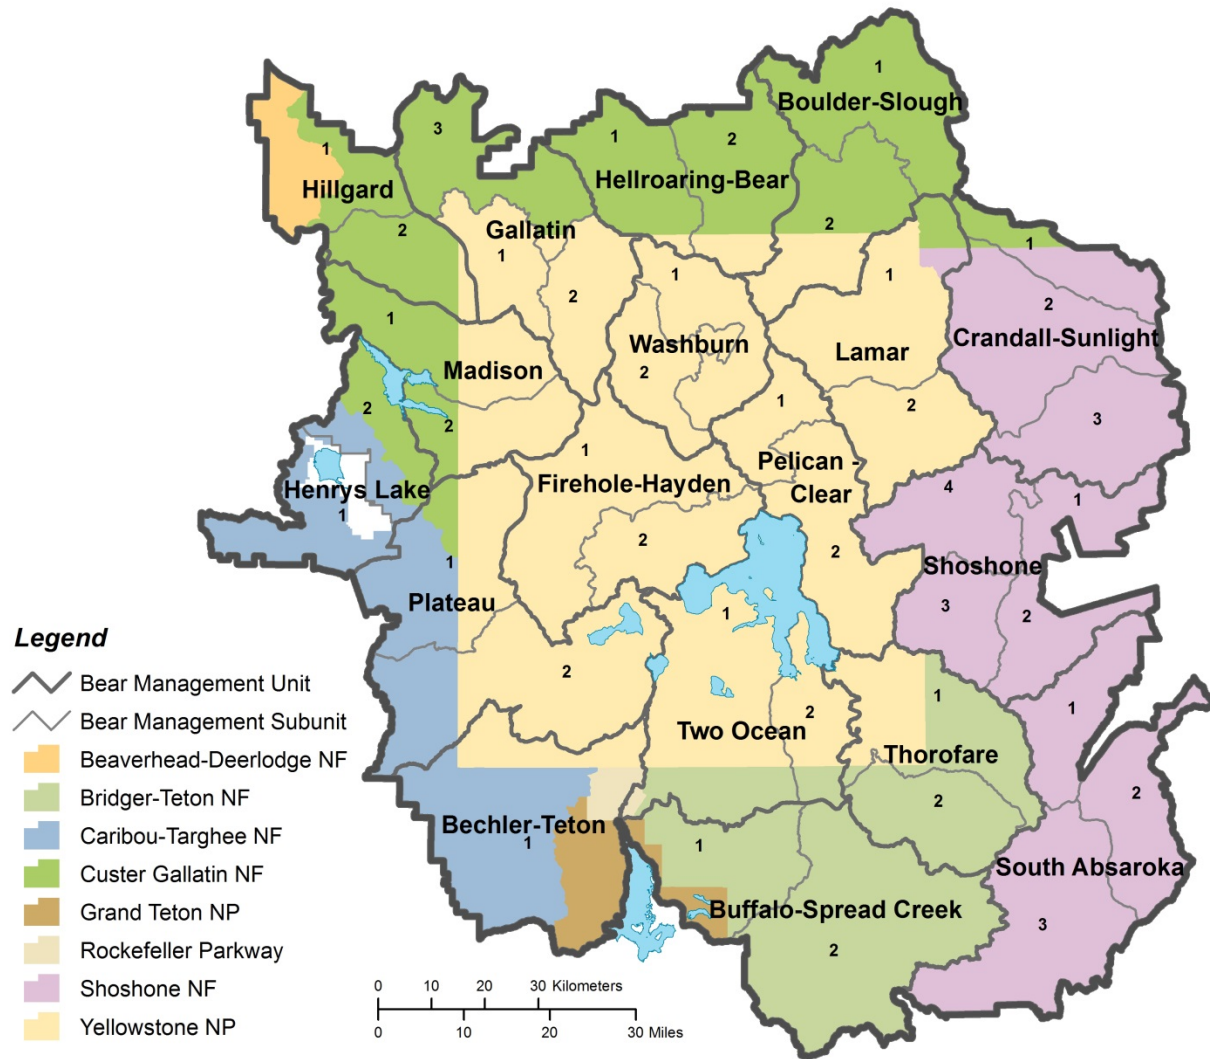 1
Boulder-Slough
3
1
2
Hellroaring-Bear
1
Hillgard
2
Gallatin
1
2
2
1
1
1
2
Crandall-Sunlight
3
Washburn
2
Lamar
2
1
Madison
2
2
1
Pelican -
Clear
2
1
Firehole-Hayden
2
Henrys Lake
1
4
1
Shoshone
3
2
1
Plateau
2
1
Two Ocean
2
1
Thorofare
2
1
2
South Absaroka
3
Bechler-Teton
1
1
Buffalo-Spread Creek
2
Legend
Bear Management Unit
Bear Management Subunit
Beaverhead-Deerlodge NF
Bridger-Teton NF
Caribou-Targhee NF
Custer Gallatin NF
Grand Teton NP
Rockefeller Parkway
Shoshone NF
Yellowstone NP
0 10 20 30 Kilometers
0 10 20 30 Miles